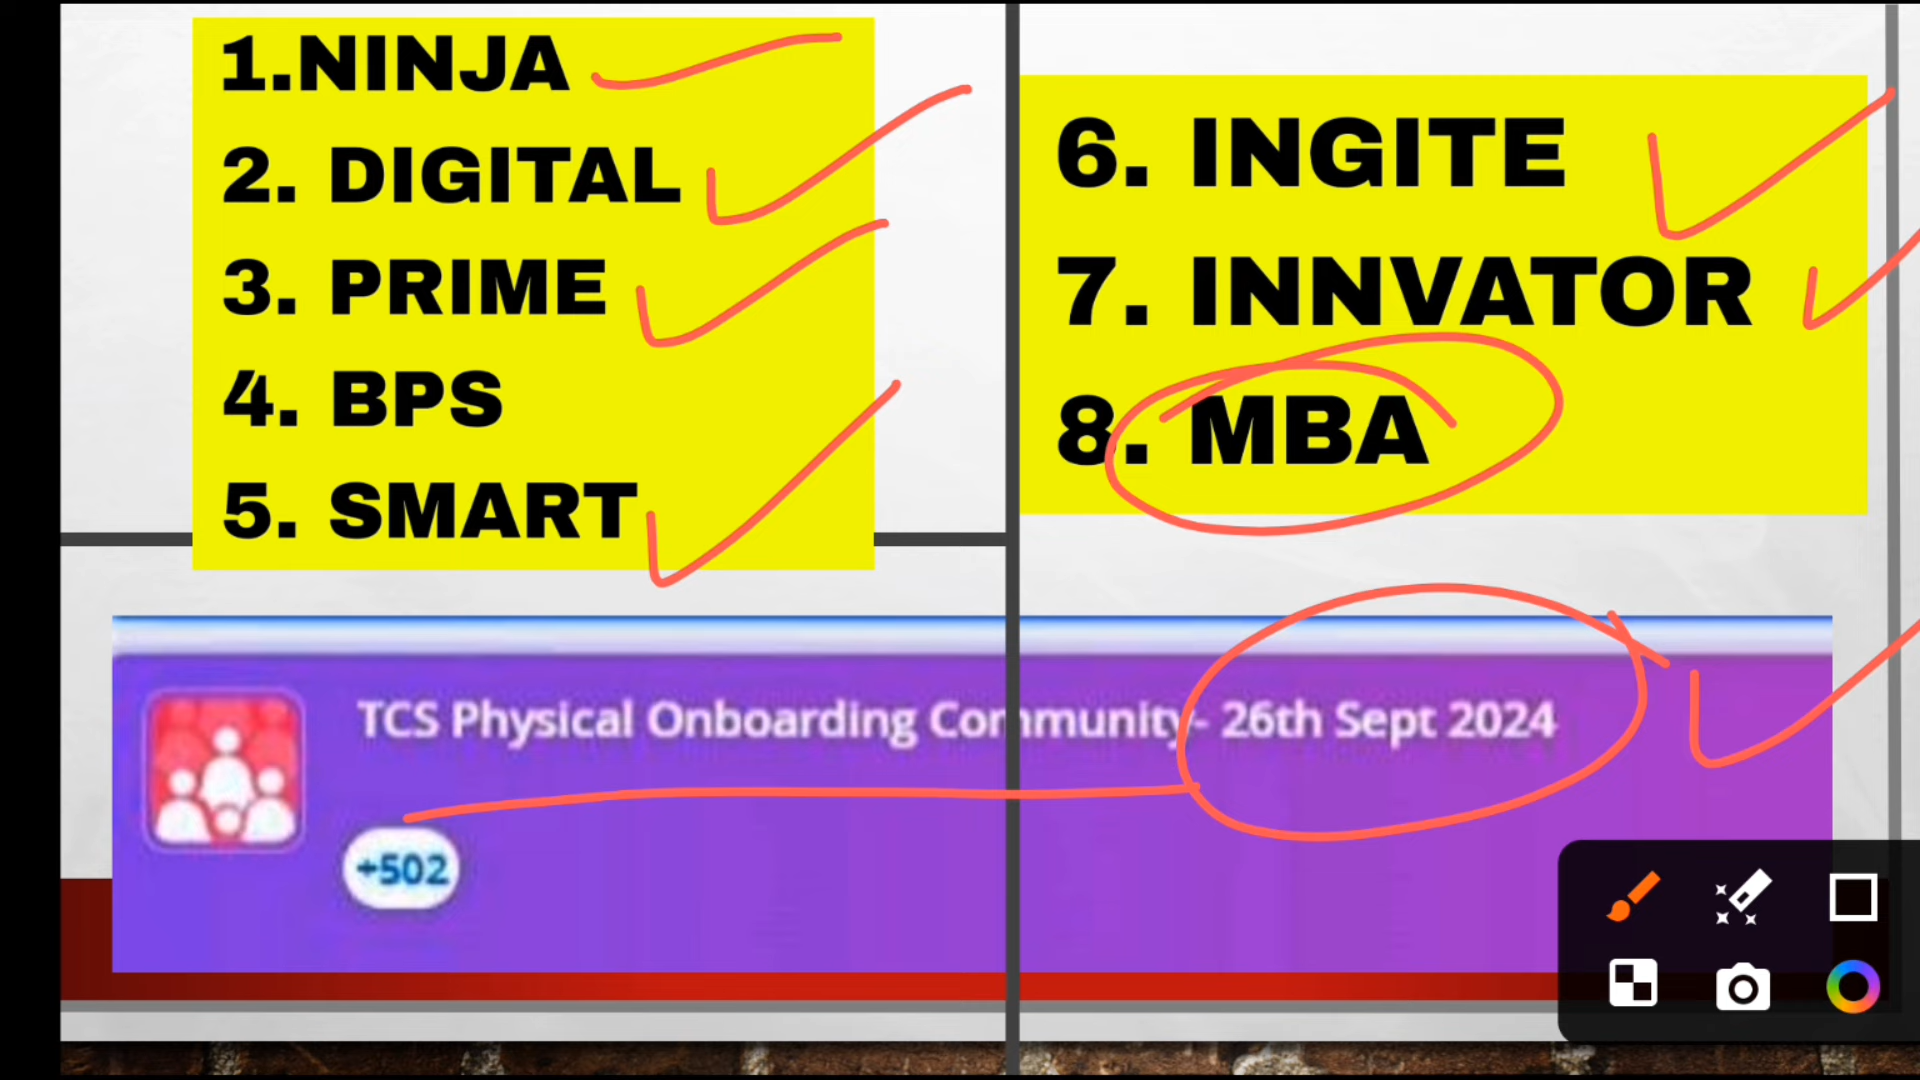 1.NINJA
2. DIGITAL
3. PRIME
4. BPS
5. SMART
6. INGITE
7. INNVATOR
8. MBA
TCS Physical Onboarding Community- 26th Sept 2024
+502